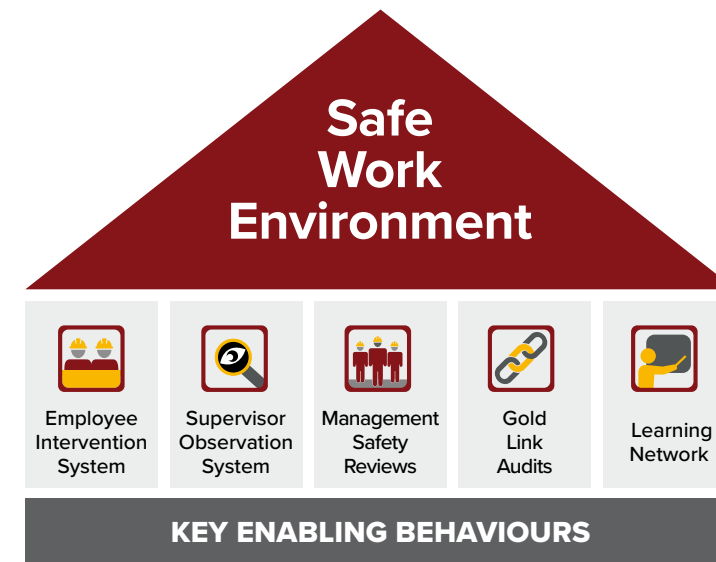 Safe
Work
Environment
Employee
Intervention
System
Supervisor
Observation
System
Management
Safety
Reviews
Gold
Link
Audits
Learning
Network
KEY ENABLING BEHAVIOURS